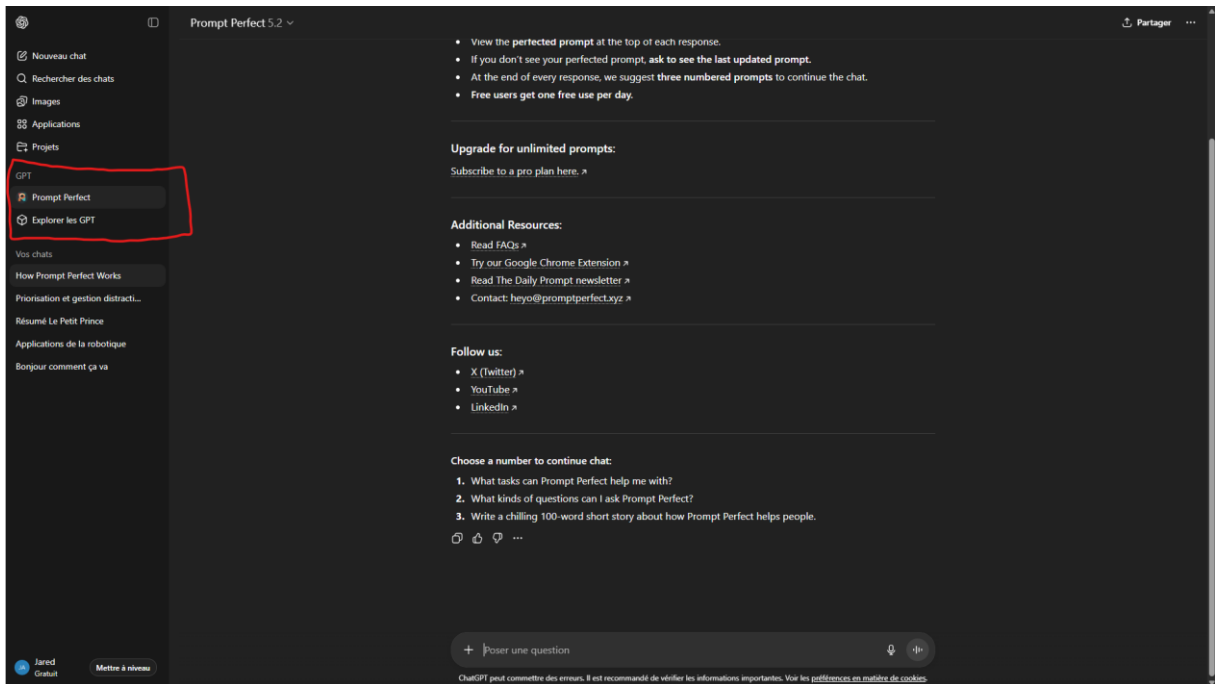 Prompt Perfect 5.2
Partager
Nouveau chat
Rechercher des chats
Images
Applications
Projets
GPT
Prompt Perfect
Explorer les GPT
Vos chats
How Prompt Perfect Works
Priorisation et gestion distracti...
Résumé Le Petit Prince
Applications de la robotique
Bonjour comment ça va
Jared
Gratuit
Mettre à niveau
• View the perfected prompt at the top of each response.
• If you don't see your perfected prompt, ask to see the last updated prompt.
• At the end of every response, we suggest three numbered prompts to continue the chat.
• Free users get one free use per day.
Upgrade for unlimited prompts:
Subscribe to a pro plan here. ↗
Additional Resources:
• Read FAQs ↗
• Try our Google Chrome Extension ↗
• Read The Daily Prompt newsletter ↗
• Contact: heyo@promptperfect.xyz ↗
Follow us:
• X (Twitter) ↗
• YouTube ↗
• LinkedIn ↗
Choose a number to continue chat:
1. What tasks can Prompt Perfect help me with?
2. What kinds of questions can I ask Prompt Perfect?
3. Write a chilling 100-word short story about how Prompt Perfect helps people.
Poser une question
ChatGPT peut commettre des erreurs. Il est recommandé de vérifier les informations importantes. Voir les préférences en matière de cookies.